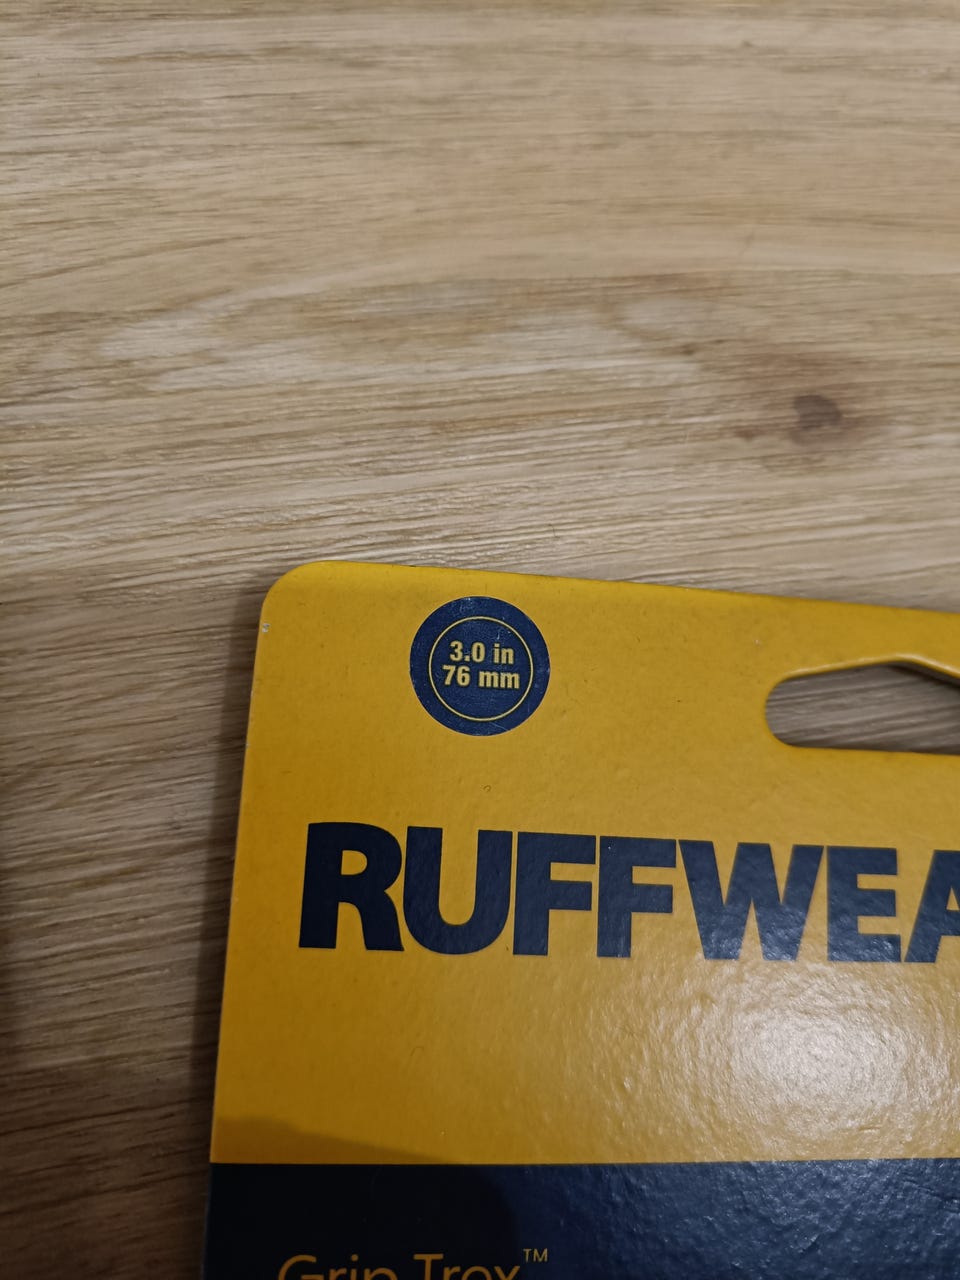 3.0 in
76 mm
RUFFWEA
Grip Trex™